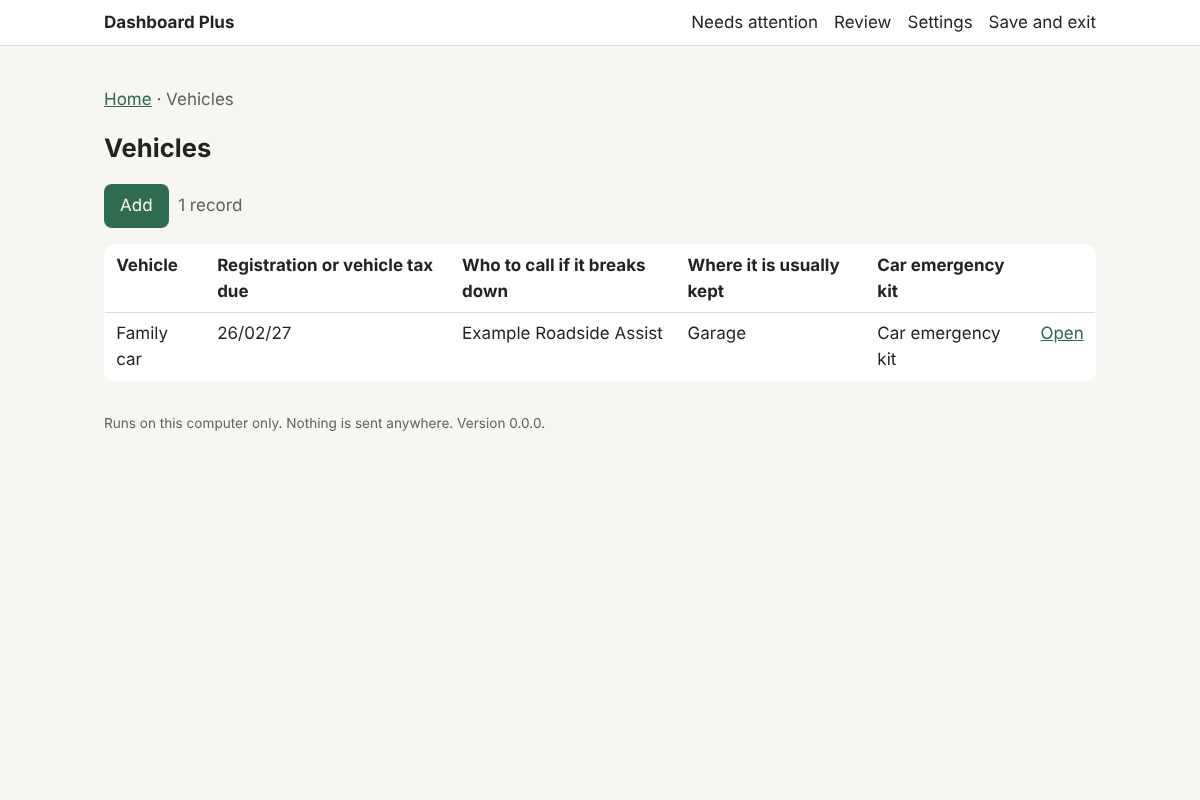 Dashboard Plus
Needs attention Review Settings Save and exit
Home · Vehicles
Vehicles
Add 1 record
Vehicle Registration or vehicle tax due Who to call if it breaks down Where it is usually kept Car emergency kit
Family car 26/02/27 Example Roadside Assist Garage Car emergency kit Open
Runs on this computer only. Nothing is sent anywhere. Version 0.0.0.